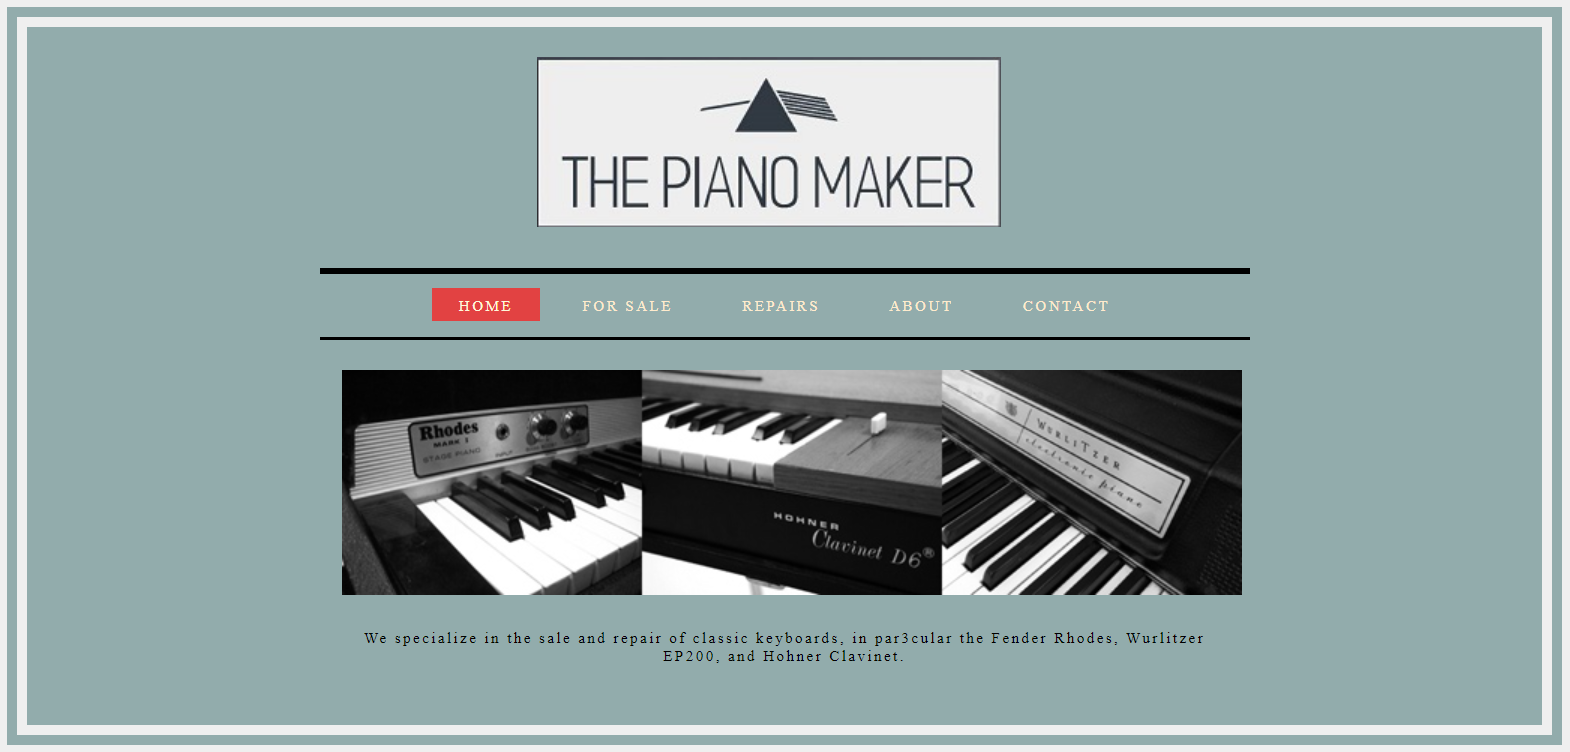 THE PIANO MAKER
HOME FOR SALE REPAIRS ABOUT CONTACT
Rhodes
MARK I
STAGE PIANO
INPUT
HOHNER
Clavinet D6®
WURLITZER
electronic piano
We specialize in the sale and repair of classic keyboards, in par3cular the Fender Rhodes, Wurlitzer
EP200, and Hohner Clavinet.